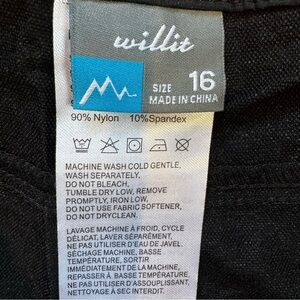 willit
SIZE 16
MADE IN CHINA
90% Nylon 10%Spandex
MACHINE WASH COLD GENTLE,
WASH SEPARATELY,
DO NOT BLEACH,
TUMBLE DRY LOW, REMOVE
PROMPTLY, IRON LOW,
DO NOT USE FABRIC SOFTENER,
DO NOT DRYCLEAN.
LAVAGE MACHINE À FROID, CYCLE
DÉLICAT, LAVER SÉPARÉMENT,
NE PAS UTILISER D'EAU DE JAVEL.
SÉCHAGE MACHINE, BASSE
TEMPÉRATURE, SORTIR
IMMÉDIATEMENT DE LA MACHINE,
REPASSER À BASSE TEMPÉRATURE.
NE PAS UTILISER D'ASSOUPLISSANT.
NETTOYAGE À SEC INTERDIT.